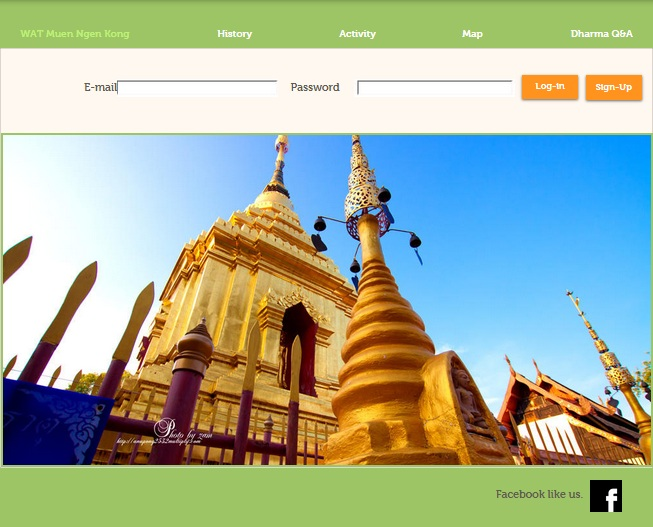 WAT Muen Ngen Kong History Activity Map Dharma Q&A
E-mail Password Log-In Sign-Up
Photo by zam
Facebook like us. f